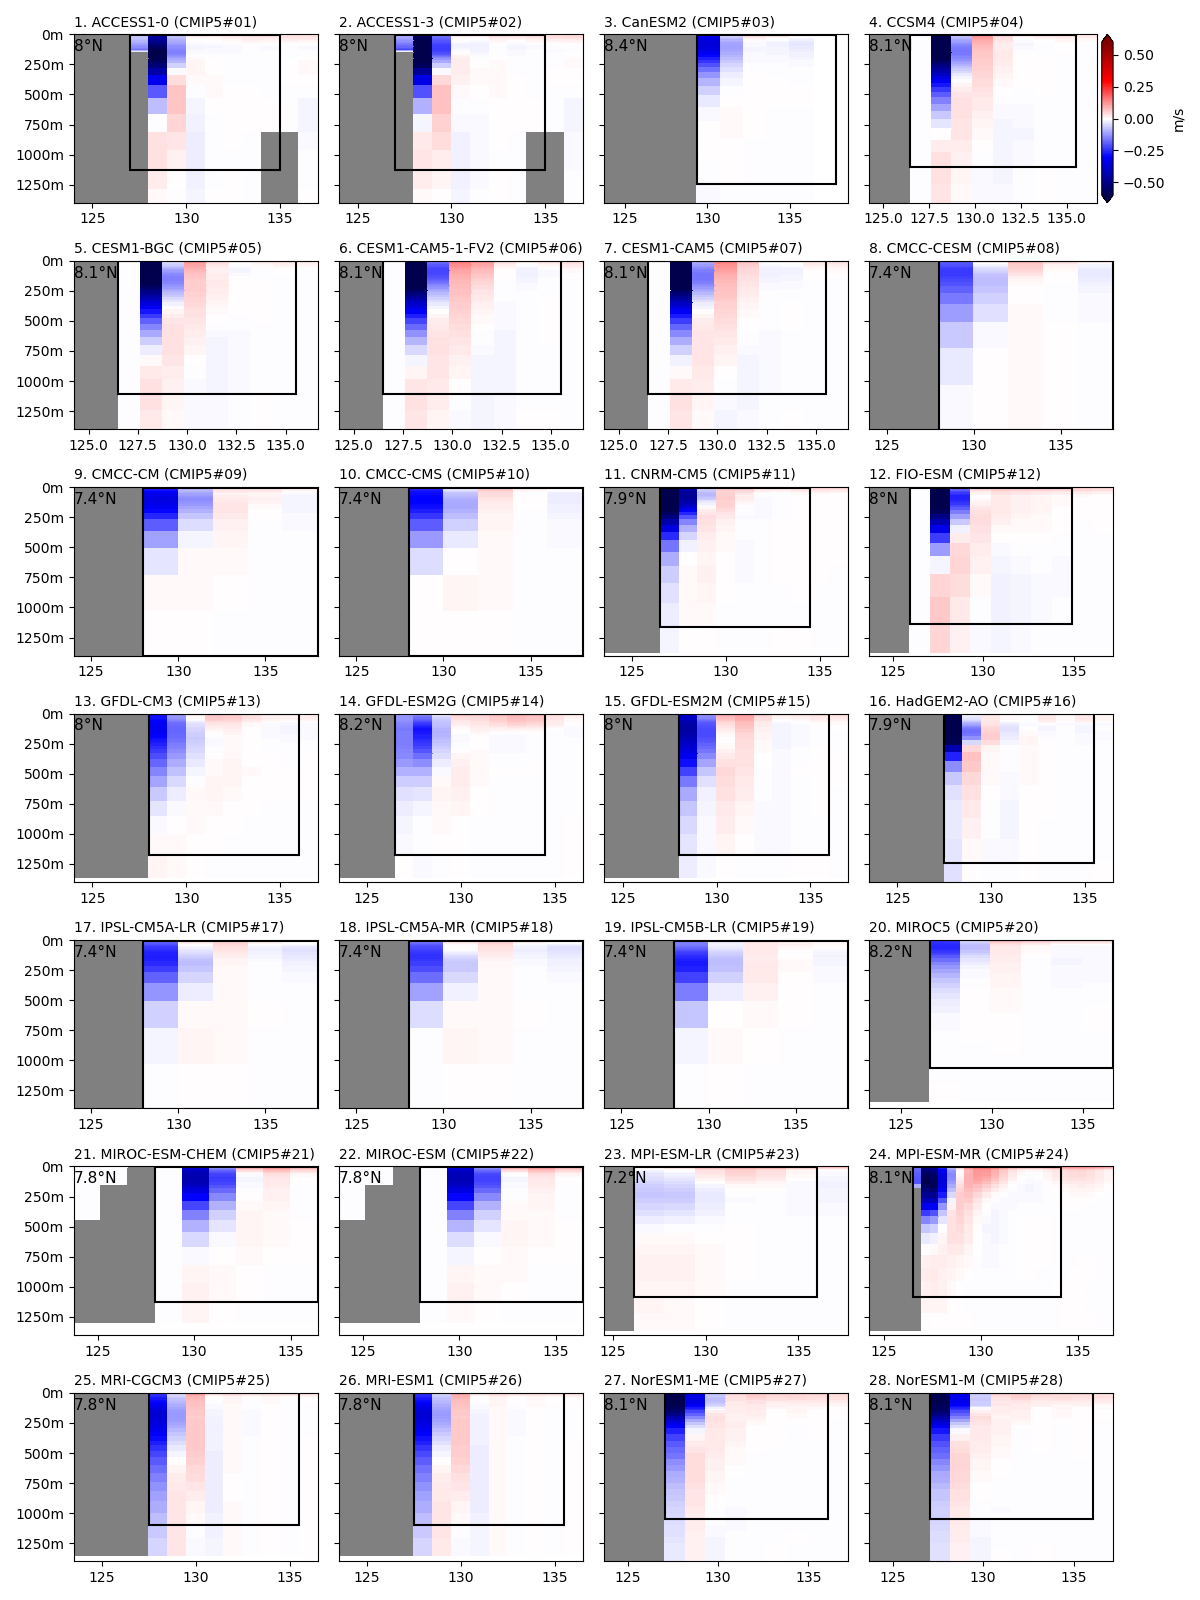 1. ACCESS1-0 (CMIP5#01) 2. ACCESS1-3 (CMIP5#02) 3. CanESM2 (CMIP5#03) 4. CCSM4 (CMIP5#04)
0m 8°N 8°N 8.4°N 8.1°N 0.50
250m 0.25
500m 0.00 m/s
750m −0.25
1000m −0.50
1250m
125 130 135 125 130 135 125 130 135 125.0 127.5 130.0 132.5 135.0
5. CESM1-BGC (CMIP5#05) 6. CESM1-CAM5-1-FV2 (CMIP5#06) 7. CESM1-CAM5 (CMIP5#07) 8. CMCC-CESM (CMIP5#08)
0m 8.1°N 8.1°N 8.1°N 7.4°N
250m
500m
750m
1000m
1250m
125.0 127.5 130.0 132.5 135.0 125.0 127.5 130.0 132.5 135.0 125.0 127.5 130.0 132.5 135.0 125 130 135
9. CMCC-CM (CMIP5#09) 10. CMCC-CMS (CMIP5#10) 11. CNRM-CM5 (CMIP5#11) 12. FIO-ESM (CMIP5#12)
0m 7.4°N 7.4°N 7.9°N 8°N
250m
500m
750m
1000m
1250m
125 130 135 125 130 135 125 130 135 125 130 135
13. GFDL-CM3 (CMIP5#13) 14. GFDL-ESM2G (CMIP5#14) 15. GFDL-ESM2M (CMIP5#15) 16. HadGEM2-AO (CMIP5#16)
0m 8°N 8.2°N 8°N 7.9°N
250m
500m
750m
1000m
1250m
125 130 135 125 130 135 125 130 135 125 130 135
17. IPSL-CM5A-LR (CMIP5#17) 18. IPSL-CM5A-MR (CMIP5#18) 19. IPSL-CM5B-LR (CMIP5#19) 20. MIROC5 (CMIP5#20)
0m 7.4°N 7.4°N 7.4°N 8.2°N
250m
500m
750m
1000m
1250m
125 130 135 125 130 135 125 130 135 125 130 135
21. MIROC-ESM-CHEM (CMIP5#21) 22. MIROC-ESM (CMIP5#22) 23. MPI-ESM-LR (CMIP5#23) 24. MPI-ESM-MR (CMIP5#24)
0m 7.8°N 7.8°N 7.2°N 8.1°N
250m
500m
750m
1000m
1250m
125 130 135 125 130 135 125 130 135 125 130 135
25. MRI-CGCM3 (CMIP5#25) 26. MRI-ESM1 (CMIP5#26) 27. NorESM1-ME (CMIP5#27) 28. NorESM1-M (CMIP5#28)
0m 7.8°N 7.8°N 8.1°N 8.1°N
250m
500m
750m
1000m
1250m
125 130 135 125 130 135 125 130 135 125 130 135